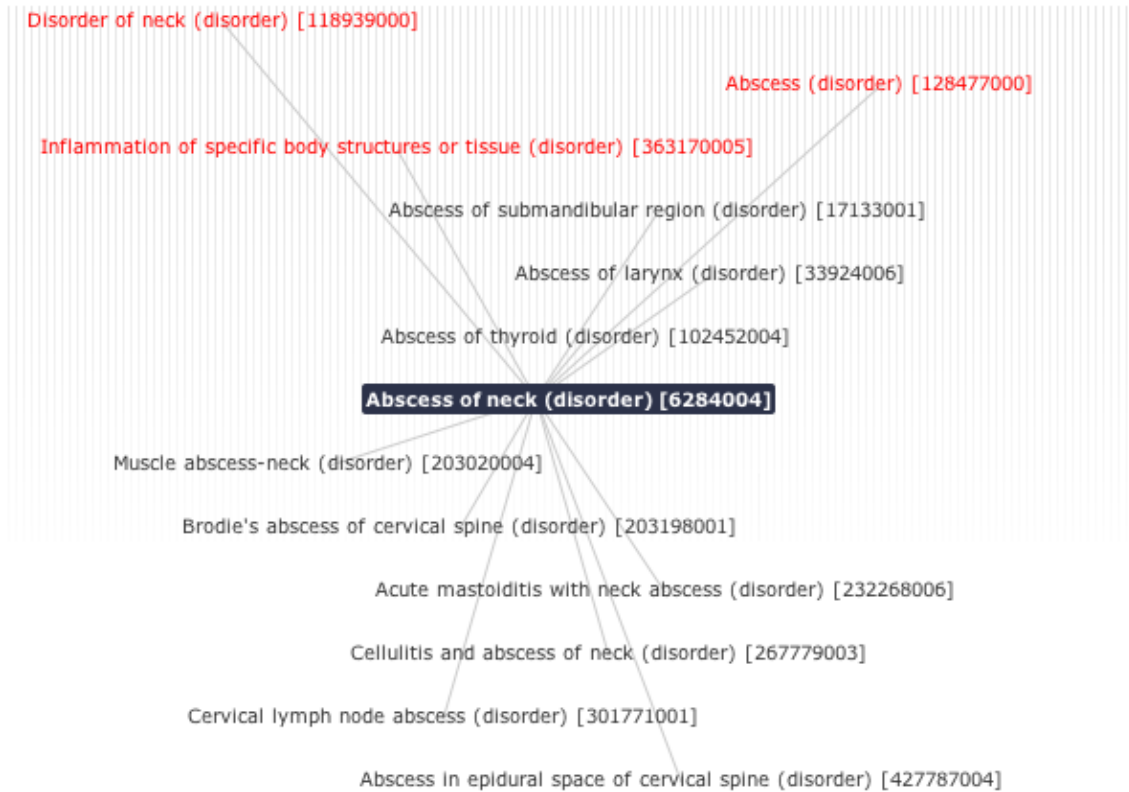 Disorder of neck (disorder) [118939000]
Abscess (disorder) [128477000]
Inflammation of specific body structures or tissue (disorder) [363170005]
Abscess of submandibular region (disorder) [17133001]
Abscess of larynx (disorder) [33924006]
Abscess of thyroid (disorder) [102452004]
Abscess of neck (disorder) [6284004]
Muscle abscess-neck (disorder) [203020004]
Brodie's abscess of cervical spine (disorder) [203198001]
Acute mastoiditis with neck abscess (disorder) [232268006]
Cellulitis and abscess of neck (disorder) [267779003]
Cervical lymph node abscess (disorder) [301771001]
Abscess in epidural space of cervical spine (disorder) [427787004]